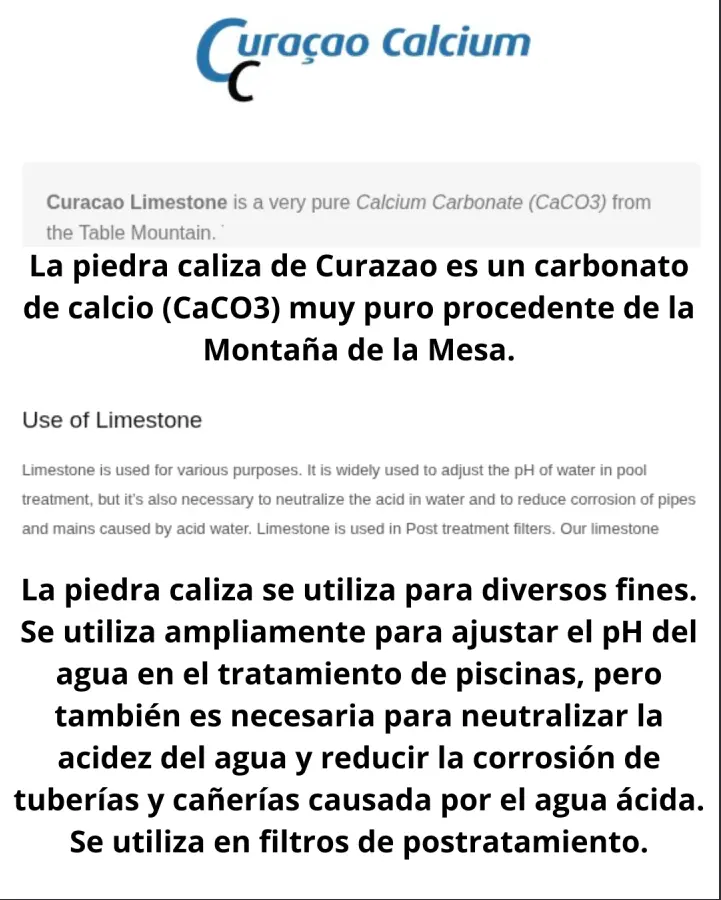 Curaçao Calcium
C
Curacao Limestone is a very pure Calcium Carbonate (CaCO3) from
the Table Mountain.
La piedra caliza de Curazao es un carbonato
de calcio (CaCO3) muy puro procedente de la
Montaña de la Mesa.
Use of Limestone
Limestone is used for various purposes. It is widely used to adjust the pH of water in pool
treatment, but it's also necessary to neutralize the acid in water and to reduce corrosion of pipes
and mains caused by acid water. Limestone is used in Post treatment filters. Our limestone
La piedra caliza se utiliza para diversos fines.
Se utiliza ampliamente para ajustar el pH del
agua en el tratamiento de piscinas, pero
también es necesaria para neutralizar la
acidez del agua y reducir la corrosión de
tuberías y cañerías causada por el agua ácida.
Se utiliza en filtros de postratamiento.